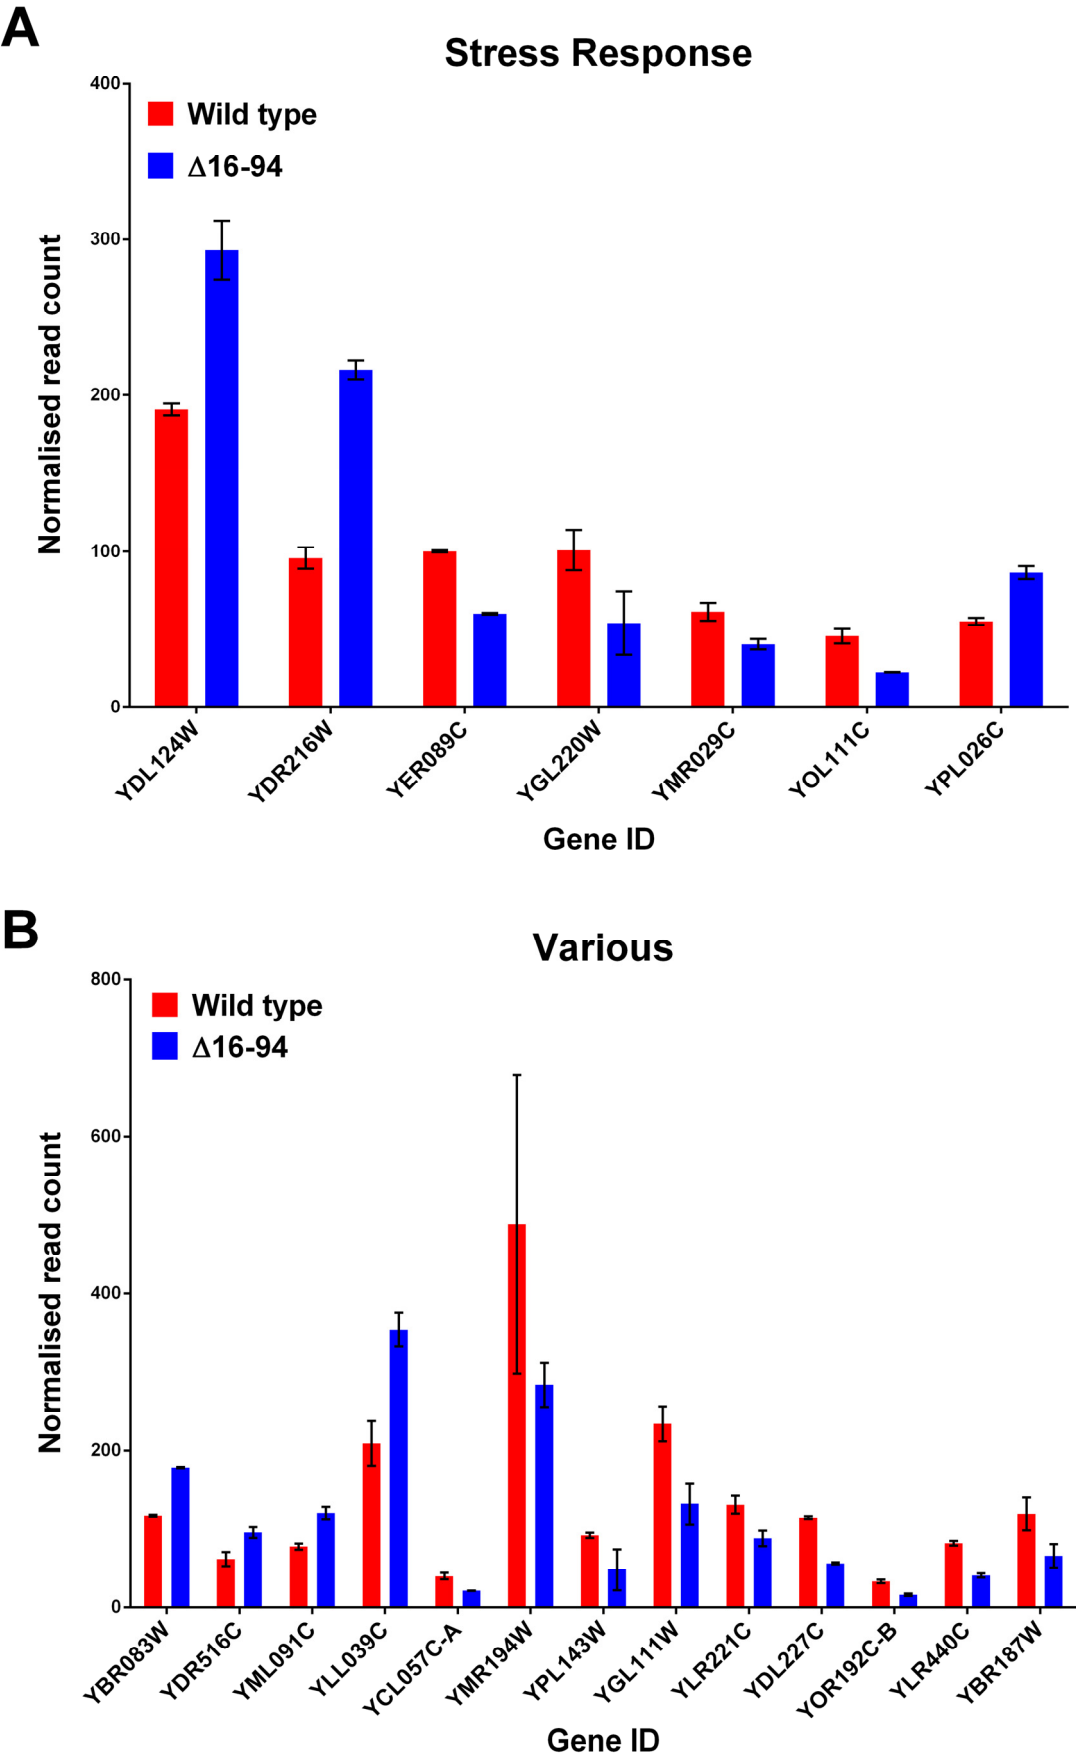 A
Stress Response
Wild type
Δ16-94
Normalised read count
400
300
200
100
0
YDL124W
YDR216W
YER089C
YGL220W
YMR029C
YOL111C
YPL026C
Gene ID
B
Various
Wild type
Δ16-94
Normalised read count
800
600
400
200
0
YBR083W
YDR516C
YML091C
YLL039C
YCL057C-A
YMR194W
YPL143W
YGL111W
YLR221C
YDL227C
YOR192C-B
YLR440C
YBR187W
Gene ID